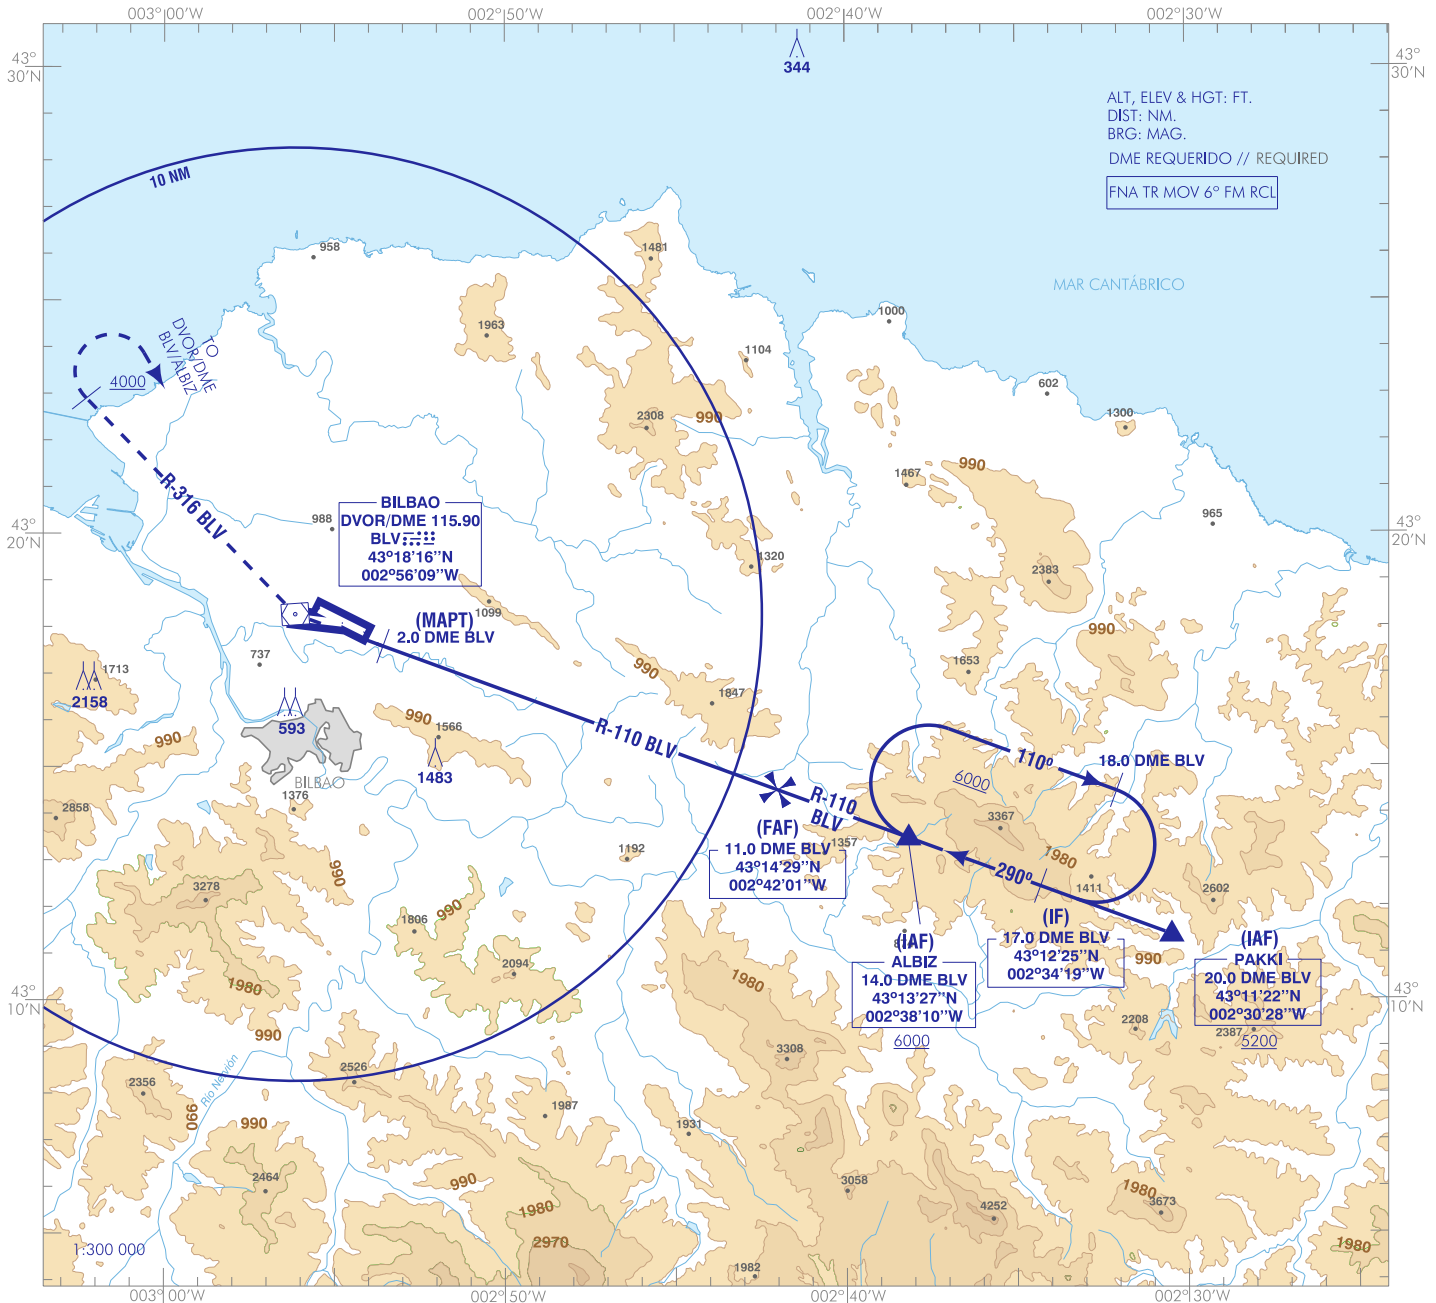 003°00'W
002°50'W
002°40'W
002°30'W
43°
30'N
43°
30'N
344
ALT, ELEV & HGT: FT.
DIST: NM.
BRG: MAG.
DME REQUERIDO // REQUIRED
FNA TR MOV 6° FM RCL
10 NM
958
1481
MAR CANTÁBRICO
1963
1000
1104
TO
DVOR/DME
BLV/ALBIZ
4000
602
2308
990
1300
990
1467
R-316 BLV
BILBAO
DVOR/DME 115.90
BLV
43°18'16''N
002°56'09''W
988
965
43°
20'N
43°
20'N
1320
2383
1099
(MAPT)
2.0 DME BLV
990
737
990
1653
1713
2158
1847
593
990
1566
990
R-110 BLV
1483
BILBAO
110°
18.0 DME BLV
6000
1376
2858
R-110
BLV
3367
(FAF)
11.0 DME BLV
43°14'29''N
002°42'01''W
1357
1192
1980
290°
1411
990
3278
2602
1806
990
(IF)
17.0 DME BLV
43°12'25''N
002°34'19''W
(IAF)
ALBIZ
14.0 DME BLV
43°13'27''N
002°38'10''W
6000
(IAF)
PAKKI
20.0 DME BLV
43°11'22''N
002°30'28''W
5200
990
2094
1980
1980
43°
10'N
43°
10'N
2208
2387
990
3308
2526
Río Nervión
2356
990
990
1987
1931
2464
990
3058
1980
3673
1980
4252
2970
1980
1982
1:300 000
003°00'W
002°50'W
002°40'W
002°30'W